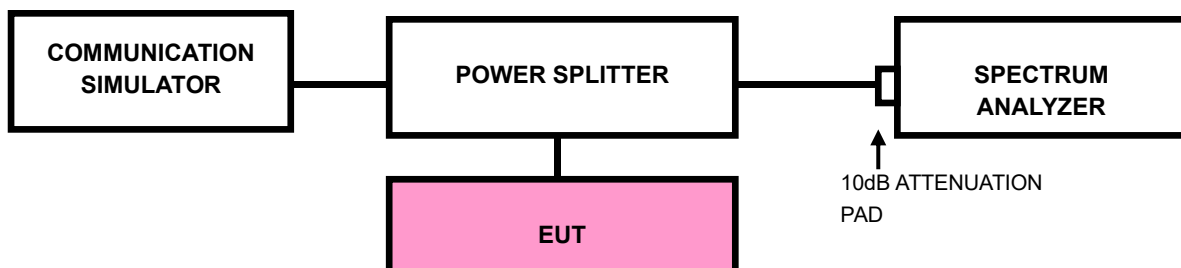 COMMUNICATION
SIMULATOR
POWER SPLITTER
SPECTRUM
ANALYZER
10dB ATTENUATION
PAD
EUT